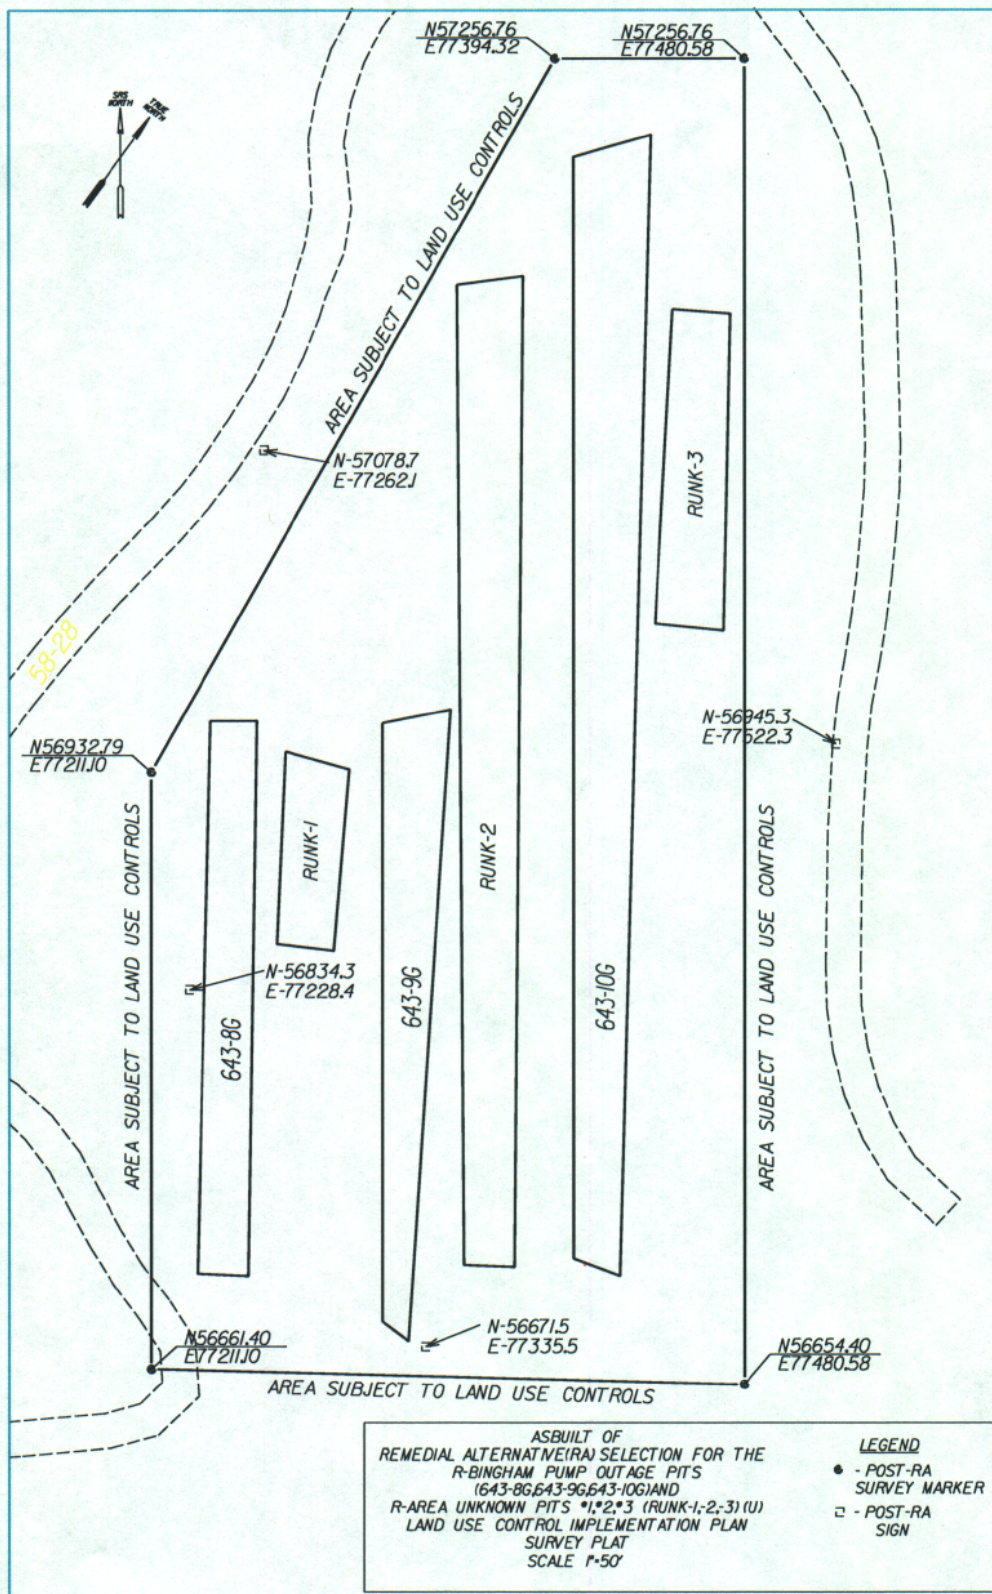 N57256.76
E77394.32
N57256.76
E77480.58
SRS
NORTH
TRUE
NORTH
AREA SUBJECT TO LAND USE CONTROLS
N-57078.7
E-77262.1
RUNK-3
58-28
N-56945.3
E-77522.3
N56932.79
E77211.10
RUNK-1
RUNK-2
AREA SUBJECT TO LAND USE CONTROLS
AREA SUBJECT TO LAND USE CONTROLS
N-56834.3
E-77228.4
643-8G
643-9G
643-10G
N56661.40
E77211.10
N-56671.5
E-77335.5
N56654.40
E77480.58
AREA SUBJECT TO LAND USE CONTROLS
ASBUILT OF
REMEDIAL ALTERNATIVE(RA) SELECTION FOR THE
R-BINGHAM PUMP OUTAGE PITS
(643-8G,643-9G,643-10G)AND
R-AREA UNKNOWN PITS #1,#2,#3 (RUNK-1,-2,-3) (U)
LAND USE CONTROL IMPLEMENTATION PLAN
SURVEY PLAT
SCALE 1"=50'
LEGEND
- POST-RA
SURVEY MARKER
- POST-RA
SIGN